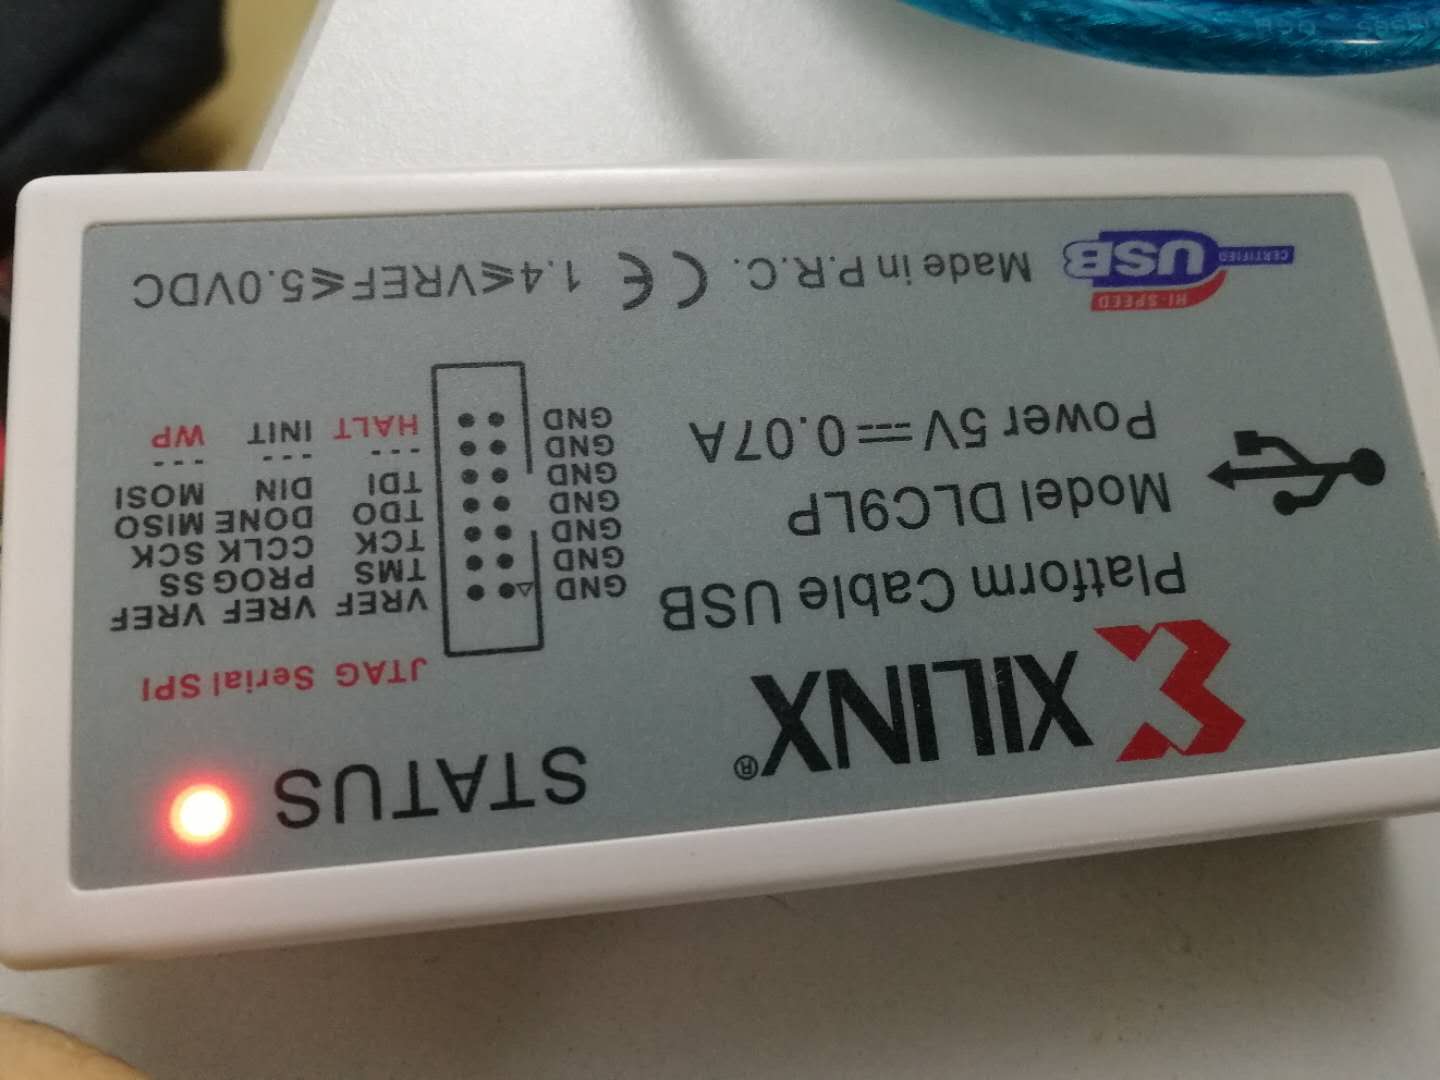 XILINX®
STATUS
Platform Cable USB
Model DLC9LP
Power 5V 0.07A
HI-SPEED
CERTIFIED USB
Made in P.R.C. CE 1.4≤VREF≤5.0VDC
JTAG Serial SPI
GND VREF VREF VREF
GND TMS PROG SS
GND TCK CCLK SCK
GND TDO DONE MISO
GND TDI DIN MOSI
GND --- --- ---
GND HALT INIT WP